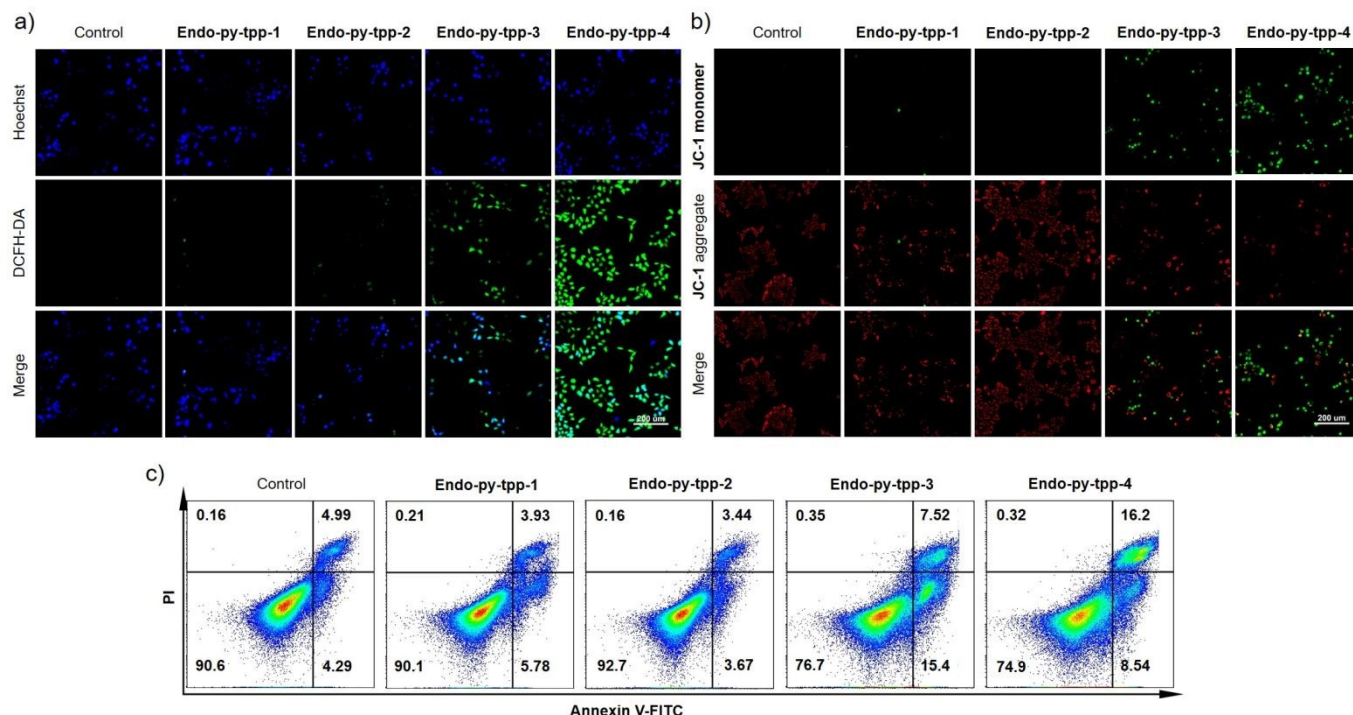 a)
Control Endo-py-tpp-1 Endo-py-tpp-2 Endo-py-tpp-3 Endo-py-tpp-4
Hoechst
DCFH-DA
Merge
200 um
b)
Control Endo-py-tpp-1 Endo-py-tpp-2 Endo-py-tpp-3 Endo-py-tpp-4
JC-1 monomer
JC-1 aggregate
Merge
200 um
c)
Control Endo-py-tpp-1 Endo-py-tpp-2 Endo-py-tpp-3 Endo-py-tpp-4
0.16 4.99 0.21 3.93 0.16 3.44 0.35 7.52 0.32 16.2
PI
90.6 4.29 90.1 5.78 92.7 3.67 76.7 15.4 74.9 8.54
Annexin V-FITC